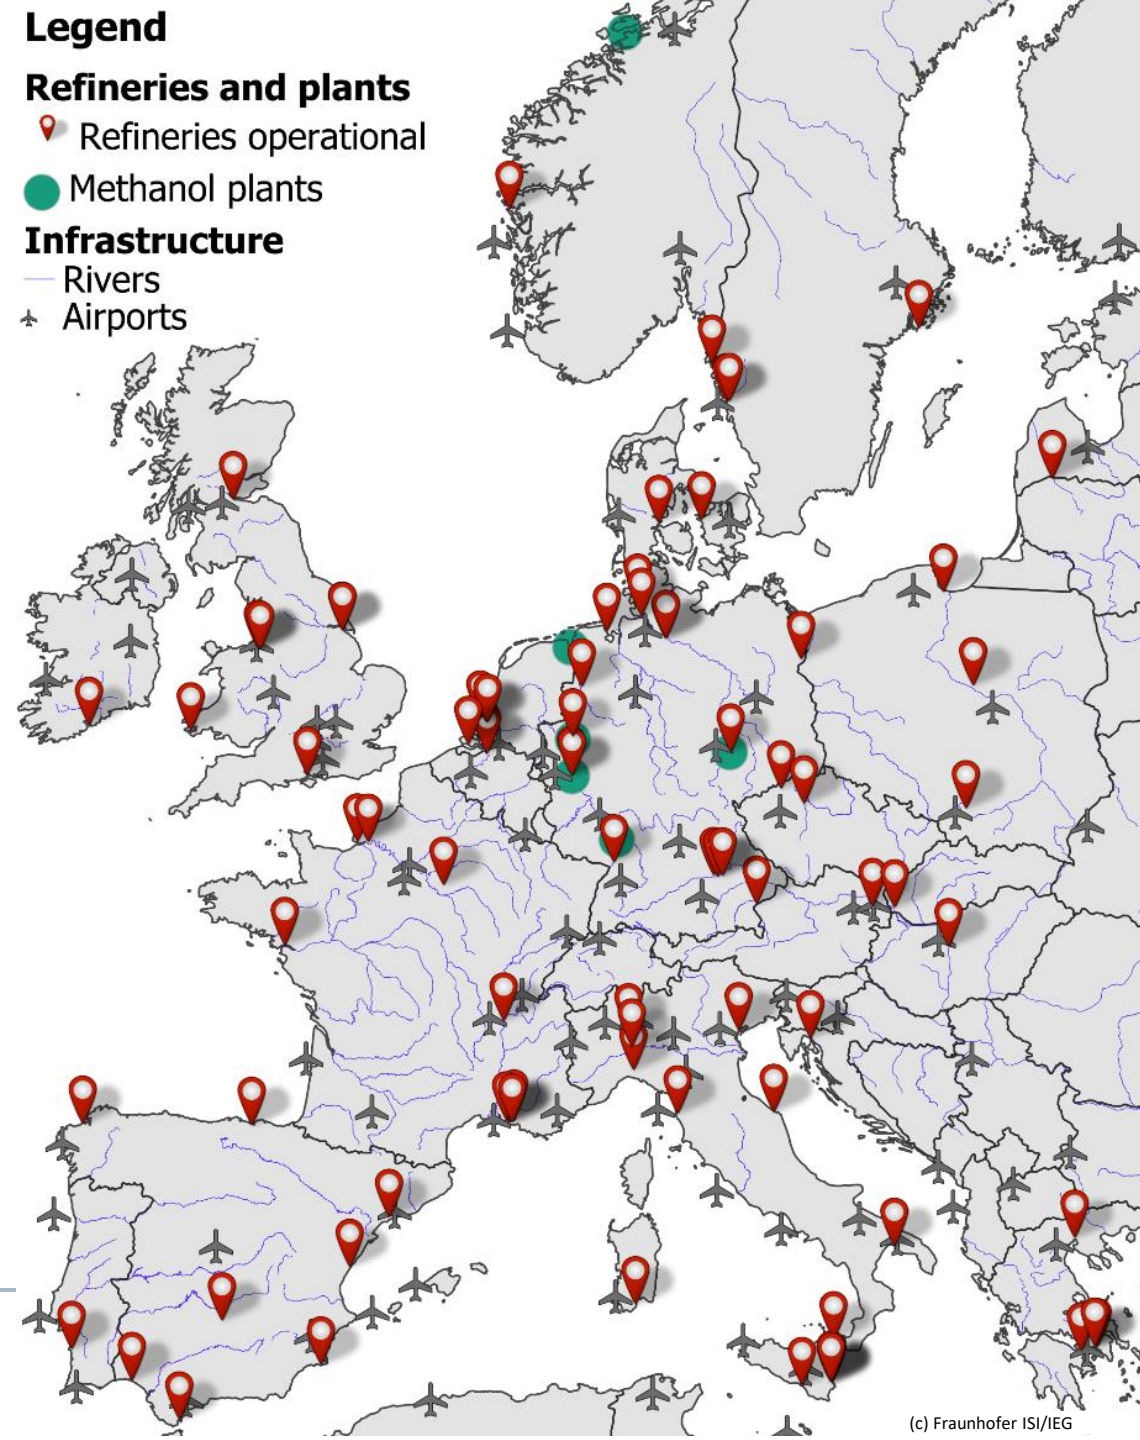 Legend
Refineries and plants
Refineries operational
Methanol plants
Infrastructure
Rivers
Airports
(c) Fraunhofer ISI/IEG